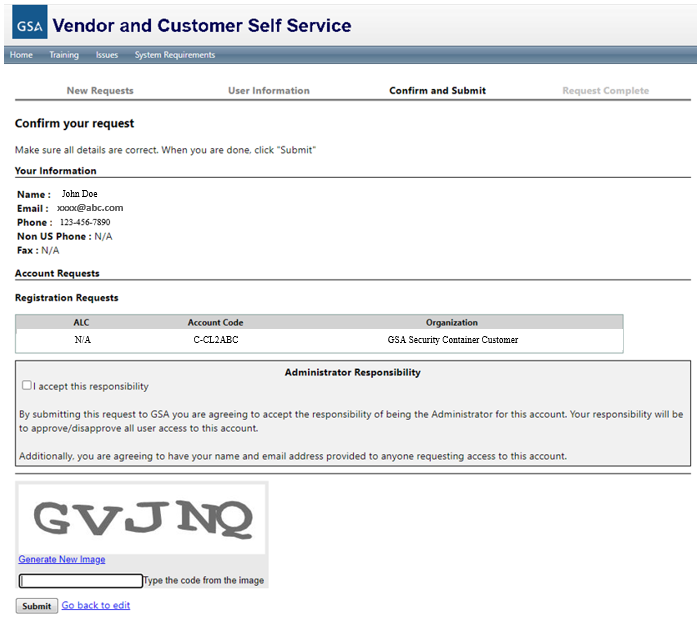 GSA Vendor and Customer Self Service
Home Training Issues System Requirements
New Requests User Information Confirm and Submit Request Complete
Confirm your request
Make sure all details are correct. When you are done, click "Submit"
Your Information
Name : John Doe
Email : xxxx@abc.com
Phone : 123-456-7890
Non US Phone : N/A
Fax : N/A
Account Requests
Registration Requests
ALC Account Code Organization
N/A C-CL2ABC GSA Security Container Customer
Administrator Responsibility
I accept this responsibility
By submitting this request to GSA you are agreeing to accept the responsibility of being the Administrator for this account. Your responsibility will be
to approve/disapprove all user access to this account.
Additionally, you are agreeing to have your name and email address provided to anyone requesting access to this account.
GVJNQ
Generate New Image
Type the code from the image
Submit Go back to edit